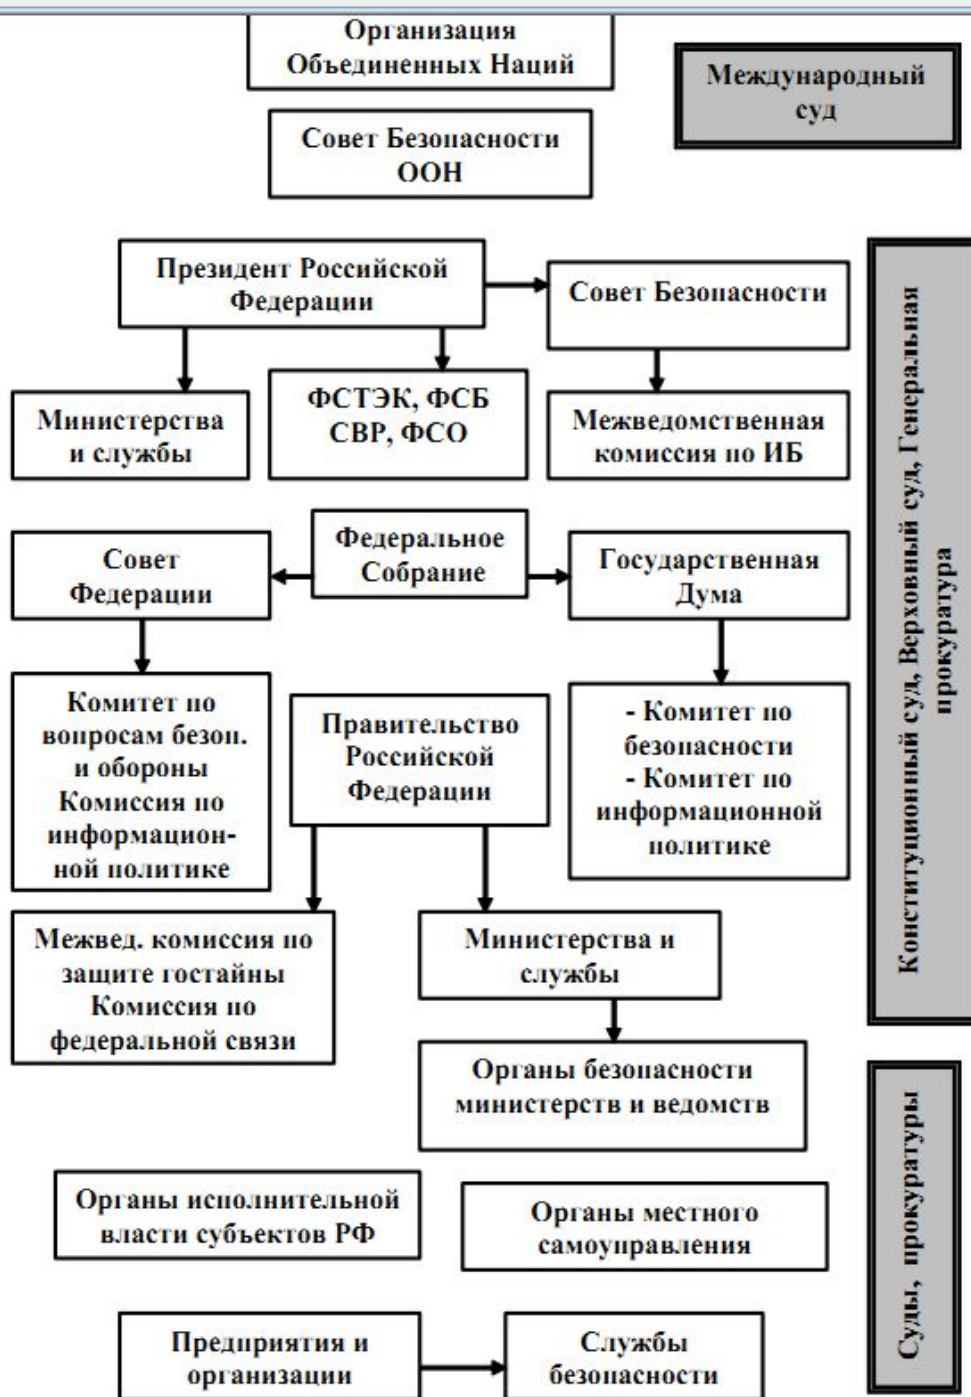 Организация
Объединенных Наций
Международный
суд
Совет Безопасности
ООН
Президент Российской
Федерации
Совет Безопасности
Министерства
и службы
ФСТЭК, ФСБ
СВР, ФСО
Межведомственная
комиссия по ИБ
Конституционный суд, Верховный суд, Генеральная
прокуратура
Федеральное
Собрание
Совет
Федерации
Государственная
Дума
Комитет по
вопросам безоп.
и обороны
Комиссия по
информацион-
ной политике
Правительство
Российской
Федерации
- Комитет по
безопасности
- Комитет по
информационной
политике
Межвед. комиссия по
защите гостайны
Комиссия по
федеральной связи
Министерства и
службы
Органы безопасности
министерств и ведомств
Суды, прокуратуры
Органы исполнительной
власти субъектов РФ
Органы местного
самоуправления
Предприятия и
организации
Службы
безопасности